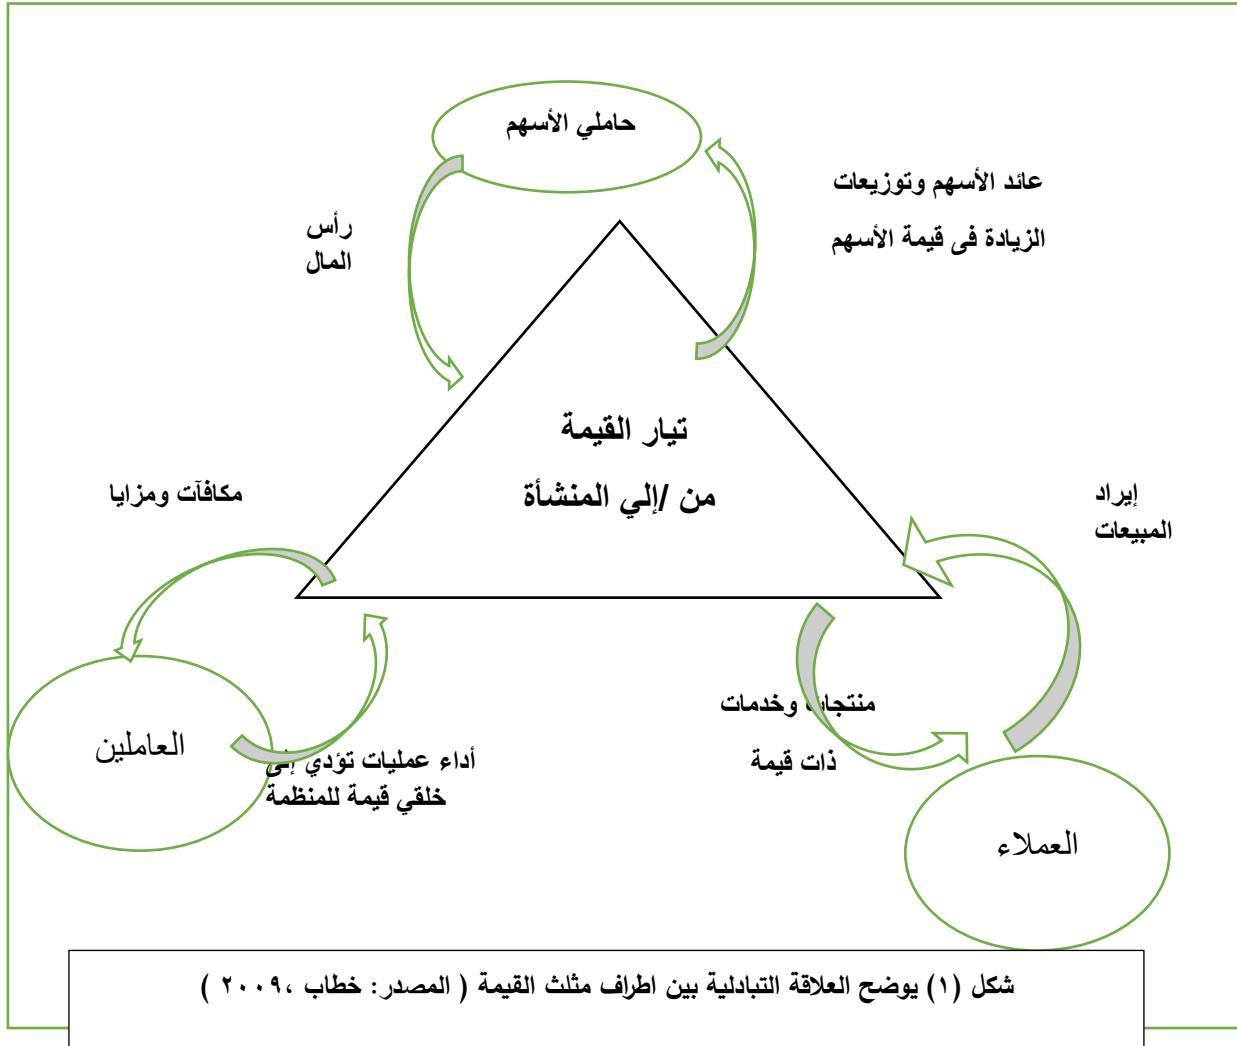 حاملي الأسهم
عائد الأسهم وتوزيعات
الزيادة فى قيمة الأسهم
رأس
المال
تيار القيمة
من /إلي المنشأة
إيراد
المبيعات
مكافآت ومزايا
منتجات وخدمات
ذات قيمة
العاملين
أداء عمليات تؤدي إلى
خلقي قيمة للمنظمة
العملاء
شكل (١) يوضح العلاقة التبادلية بين اطراف مثلث القيمة ( المصدر: خطاب ،٢٠٠٩ )